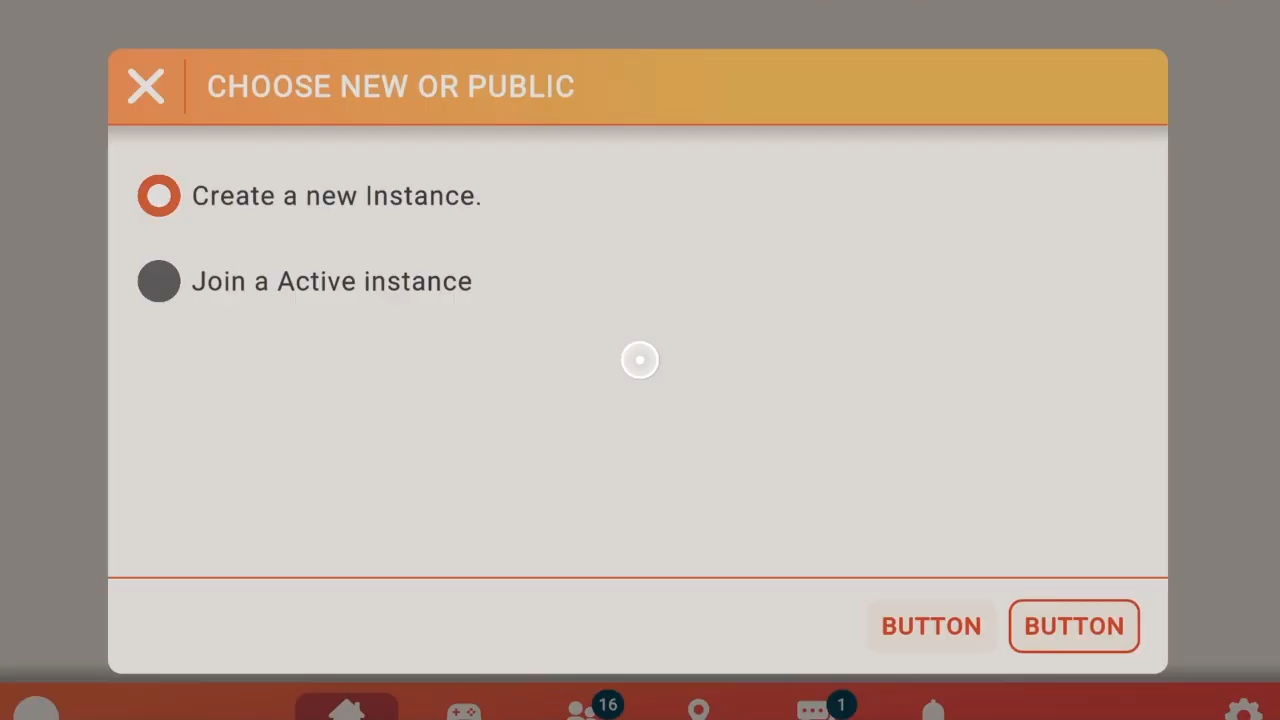 CHOOSE NEW OR PUBLIC
Create a new Instance.
Join a Active instance
BUTTON BUTTON
16 1